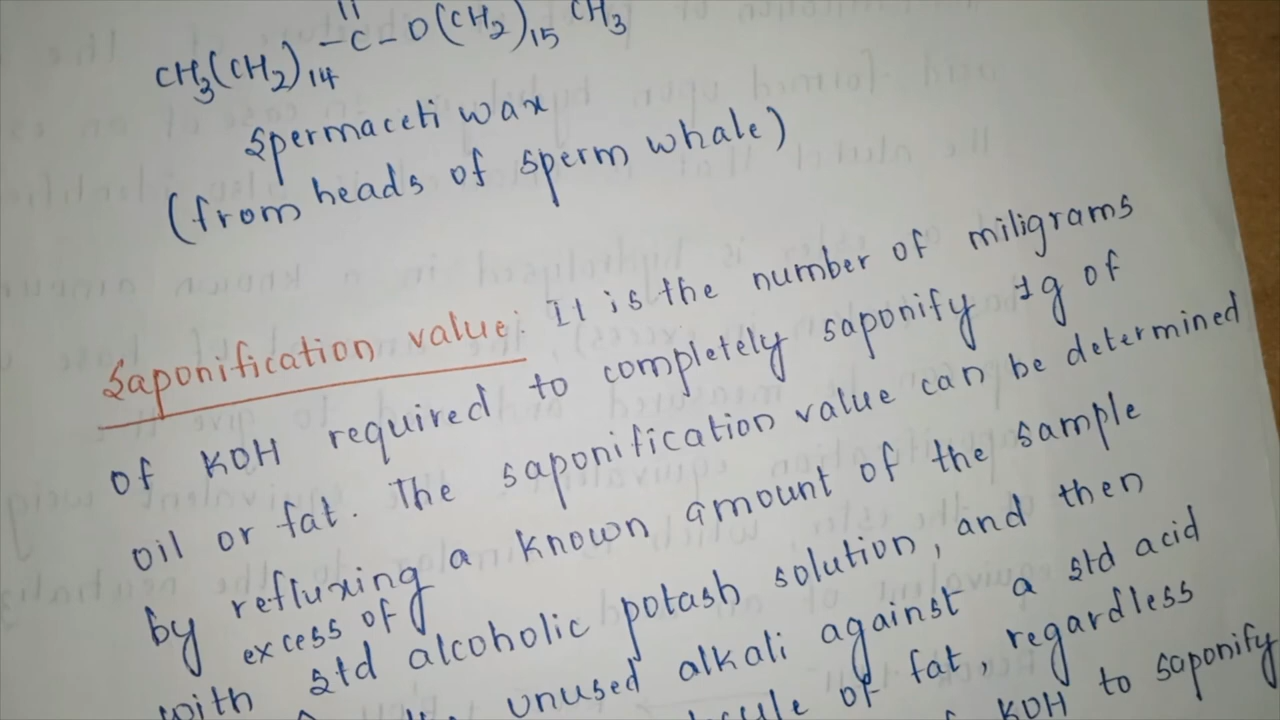 CH3(CH2)14–C–O(CH2)15CH3
Spermaceti wax
(from heads of sperm whale)
Saponification value: It is the number of miligrams
of KOH required to completely saponify 1g of
oil or fat. The saponification value can be determined
by refluxing a known amount of the sample
excess of
with std alcoholic potash solution, and then
unused alkali against a std acid
of fat, regardless
KOH to saponify